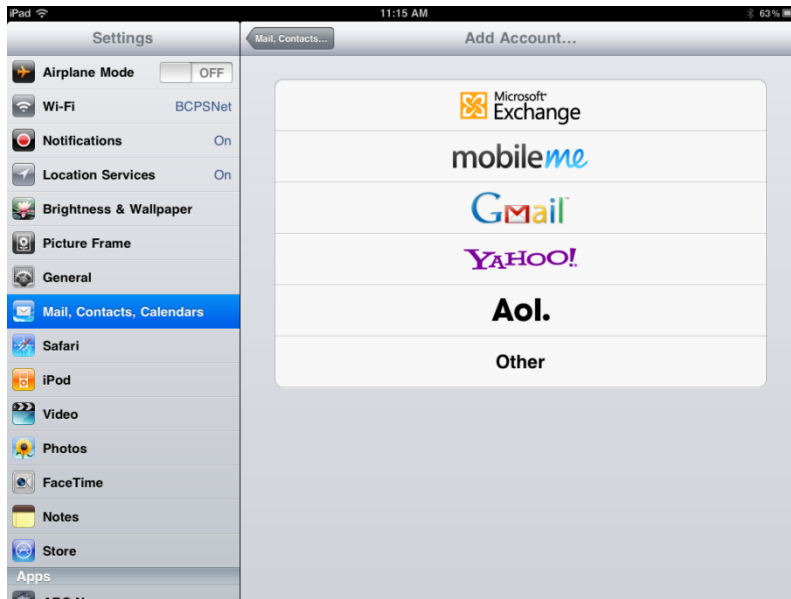 iPad
11:15 AM
63%
Settings
Mail, Contacts...
Add Account...
Airplane Mode
OFF
Wi-Fi
BCPSNet
Notifications
On
Location Services
On
Brightness & Wallpaper
Picture Frame
General
Mail, Contacts, Calendars
Safari
iPod
Video
Photos
FaceTime
Notes
Store
Apps
Microsoft
Exchange
mobileme
Gmail
YAHOO!
Aol.
Other